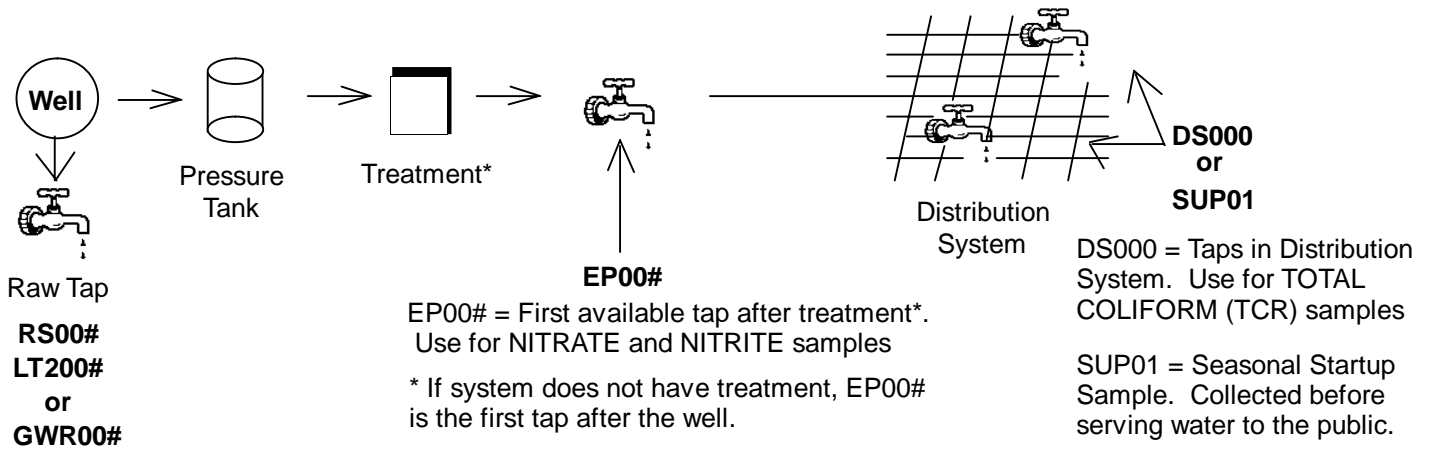 Well
Pressure
Tank
Treatment*
Raw Tap
RS00#
LT200#
or
GWR00#
EP00#
EP00# = First available tap after treatment*.
Use for NITRATE and NITRITE samples
* If system does not have treatment, EP00#
is the first tap after the well.
Distribution
System
DS000
or
SUP01
DS000 = Taps in Distribution
System. Use for TOTAL
COLIFORM (TCR) samples
SUP01 = Seasonal Startup
Sample. Collected before
serving water to the public.